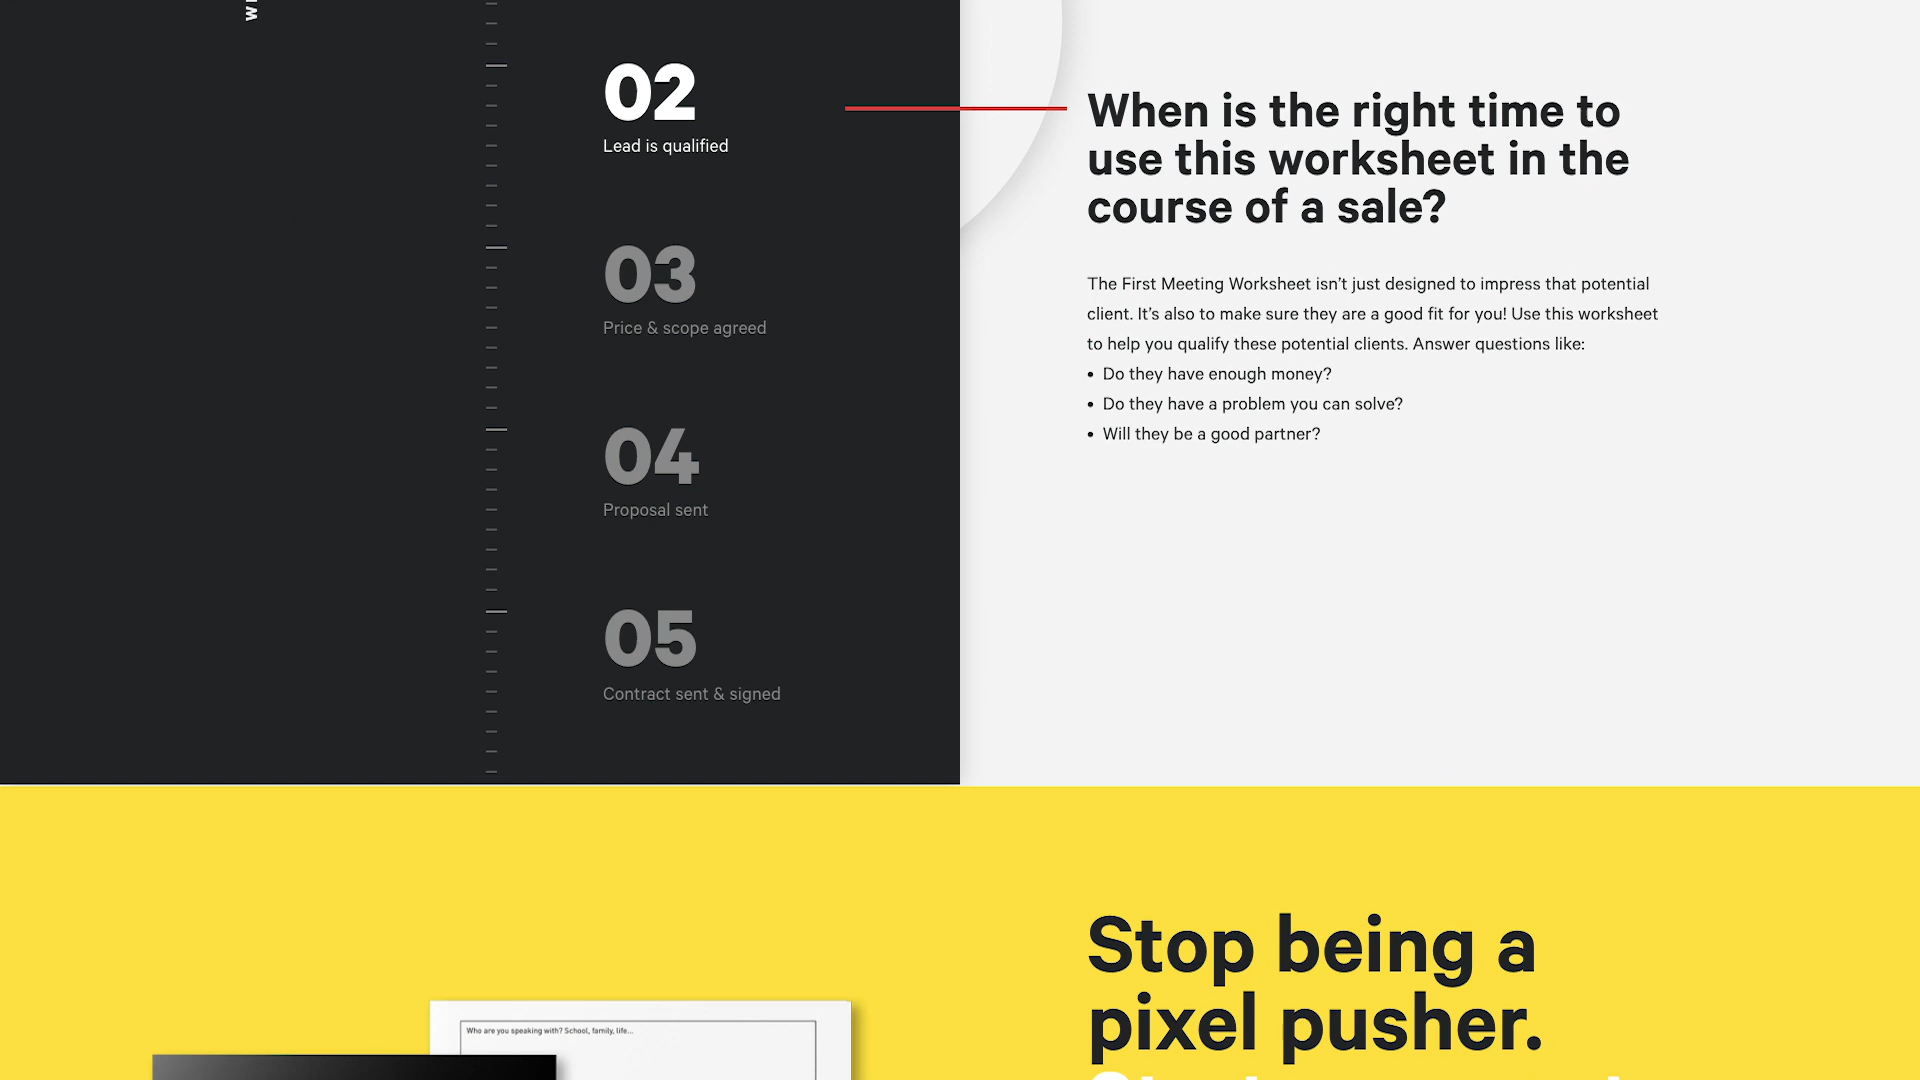 02
Lead is qualified
03
Price & scope agreed
04
Proposal sent
05
Contract sent & signed
When is the right time to
use this worksheet in the
course of a sale?
The First Meeting Worksheet isn’t just designed to impress that potential
client. It’s also to make sure they are a good fit for you! Use this worksheet
to help you qualify these potential clients. Answer questions like:
• Do they have enough money?
• Do they have a problem you can solve?
• Will they be a good partner?
Stop being a
pixel pusher.
Who are you speaking with? School, family, life...